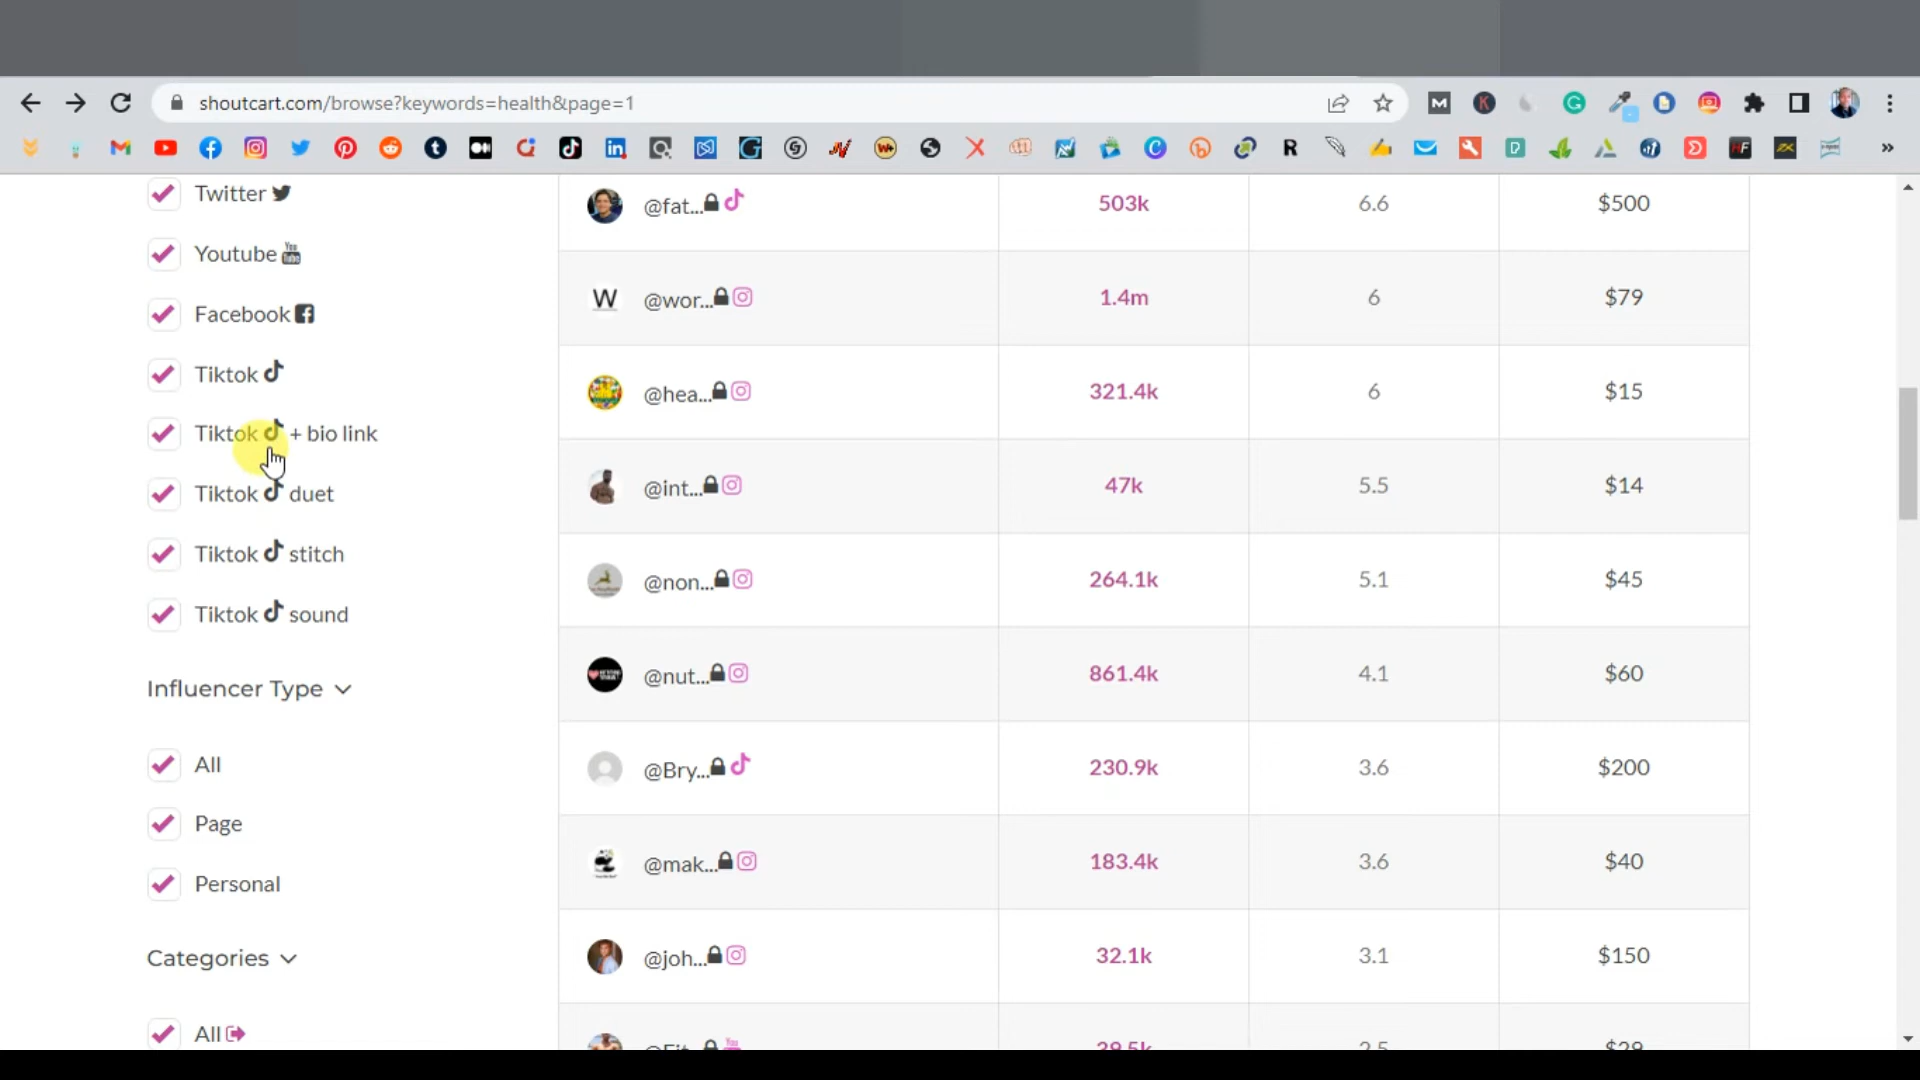 shoutcart.com/browse?keywords=health&page=1
Twitter
Youtube
Facebook
Tiktok
Tiktok + bio link
Tiktok duet
Tiktok stitch
Tiktok sound
Influencer Type
All
Page
Personal
Categories
All
@fat... 503k 6.6 $500
@wor... 1.4m 6 $79
@hea... 321.4k 6 $15
@int... 47k 5.5 $14
@non... 264.1k 5.1 $45
@nut... 861.4k 4.1 $60
@Bry... 230.9k 3.6 $200
@mak... 183.4k 3.6 $40
@joh... 32.1k 3.1 $150